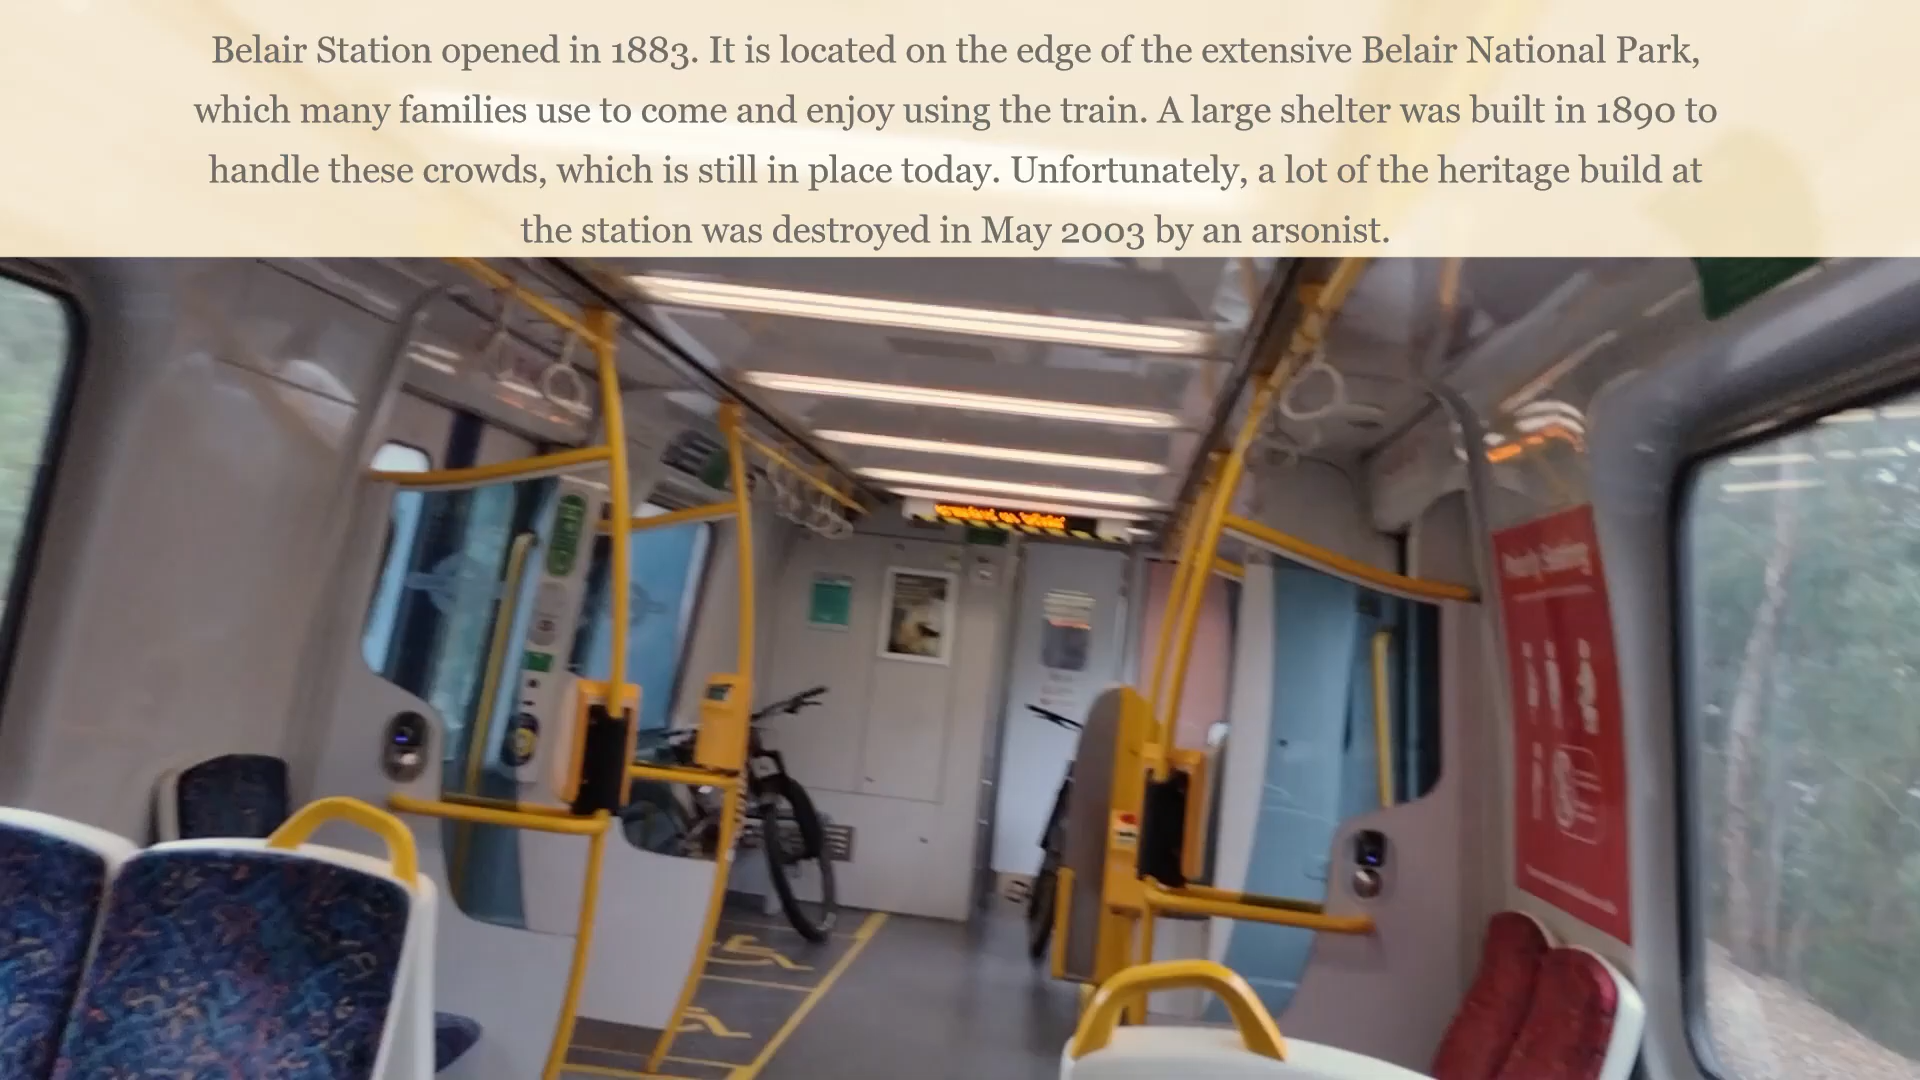 Belair Station opened in 1883. It is located on the edge of the extensive Belair National Park,
which many families use to come and enjoy using the train. A large shelter was built in 1890 to
handle these crowds, which is still in place today. Unfortunately, a lot of the heritage build at
the station was destroyed in May 2003 by an arsonist.
Priority Seating